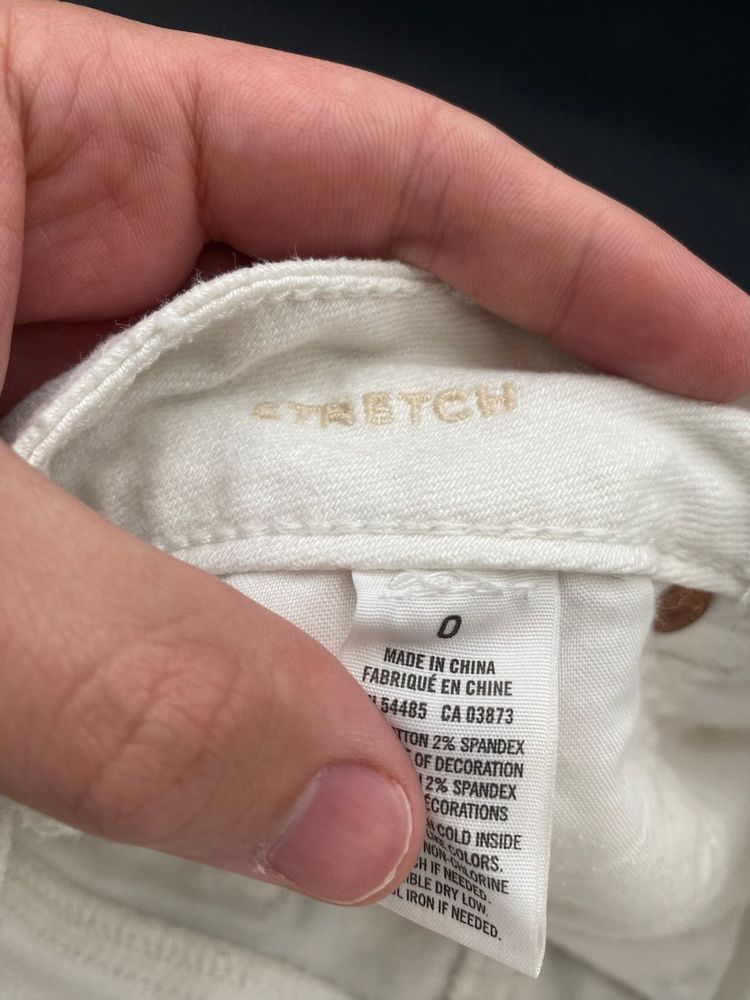 STRETCH
0
MADE IN CHINA
FABRIQUÉ EN CHINE
54485 CA 03873
2% SPANDEX
OF DECORATION
2% SPANDEX
COLD INSIDE
COLORS.
NON-CHLORINE
IF NEEDED.
DRY LOW.
IRON IF NEEDED.